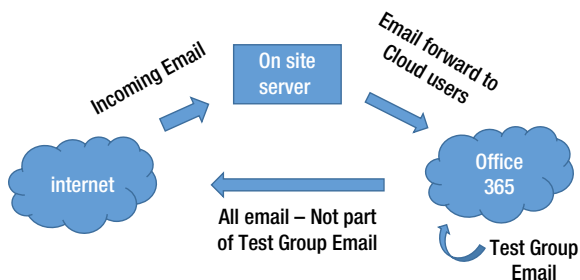 Incoming Email
On site
server
Email forward to
Cloud users
internet
Office
365
All email – Not part
of Test Group Email
Test Group
Email